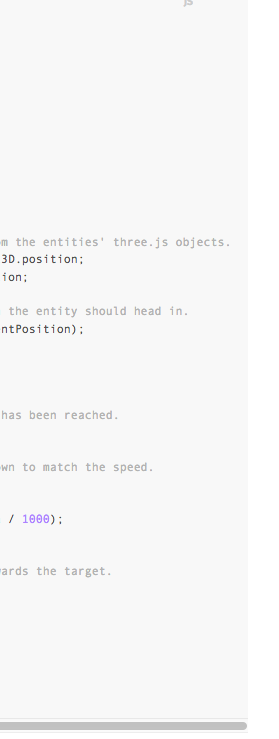 js
m the entities' three.js objects.
3D.position;
ion;
the entity should head in.
ntPosition);
has been reached.
wn to match the speed.
/ 1000);
wards the target.